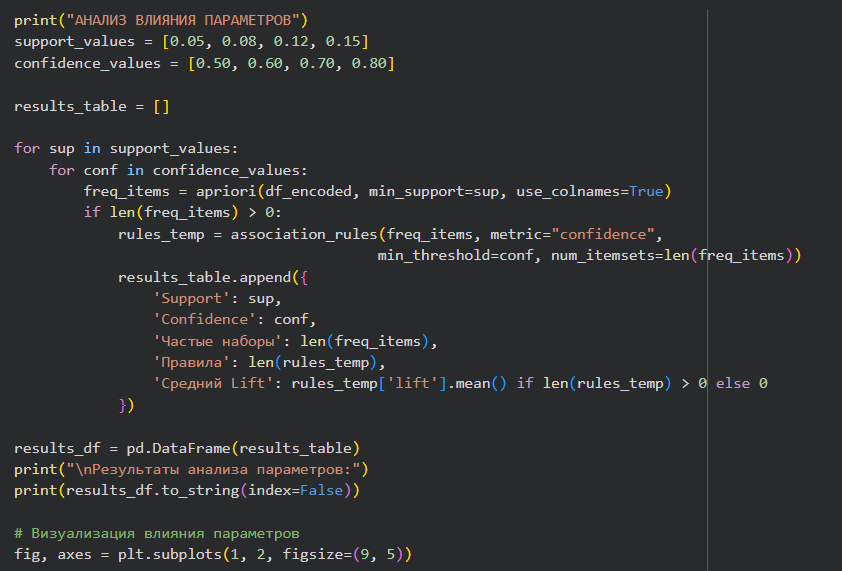 print("АНАЛИЗ ВЛИЯНИЯ ПАРАМЕТРОВ")
support_values = [0.05, 0.08, 0.12, 0.15]
confidence_values = [0.50, 0.60, 0.70, 0.80]

results_table = []

for sup in support_values:
    for conf in confidence_values:
        freq_items = apriori(df_encoded, min_support=sup, use_colnames=True)
        if len(freq_items) > 0:
            rules_temp = association_rules(freq_items, metric="confidence",
                                          min_threshold=conf, num_itemsets=len(freq_items))
            results_table.append({
                'Support': sup,
                'Confidence': conf,
                'Частые наборы': len(freq_items),
                'Правила': len(rules_temp),
                'Средний Lift': rules_temp['lift'].mean() if len(rules_temp) > 0 else 0
            })

results_df = pd.DataFrame(results_table)
print("\nРезультаты анализа параметров:")
print(results_df.to_string(index=False))

# Визуализация влияния параметров
fig, axes = plt.subplots(1, 2, figsize=(9, 5))